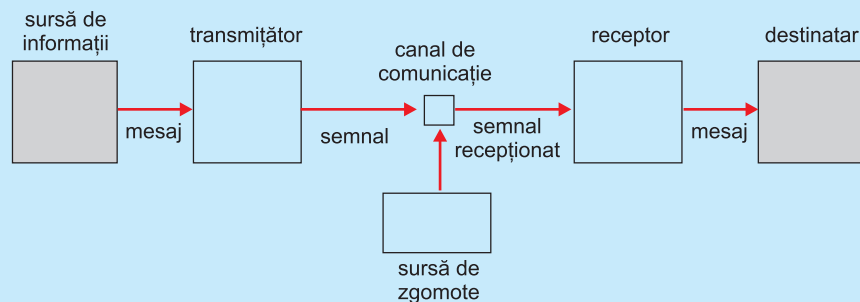 sursă de
informații
transmițător
canal de
comunicație
receptor
destinatar
mesaj
semnal
semnal
recepționat
mesaj
sursă de
zgomote